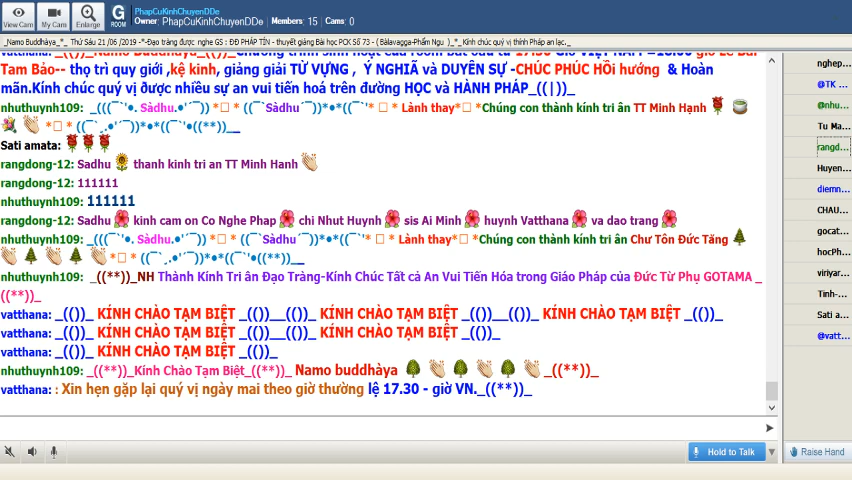 PhapCuKinhChuyenDDe
Owner: PhapCuKinhChuyenDDe Members: 15 Cams: 0
View Cam My Cams Enlarge G ROOM
_Namo Buddhàya_*_ Thứ Sáu 21 /06 /2019 -*-Đạo tràng được nghe GS ; ĐĐ PHÁP TÍN - thuyết giảng Bài học PCK Số 73 - ( Bàlavagga-Phẩm Ngu )_*_ Kính chúc quý vị thính Pháp an lạc._
Tam Bảo-- thọ trì quy giới ,kệ kinh, giảng giải TỪ VỰNG , Ý NGHIÃ và DUYÊN SỰ -CHÚC PHÚC HỒi hướng & Hoàn
mãn.Kính chúc quý vị được nhiều sự an vui tiến hoá trên đường HỌC và HÀNH PHÁP_((|))_
nhuthuynh109: _(((¯`'•. Sàdhu.•'´¯)) *□ * ((¯`Sàdhu´¯))*•*((¯`'* □ * Lành thay*□ *Chúng con thành kính tri ân TT Minh Hạnh
*□ * ((¯`¸.•'´¯))*•*((¯`'•((**))_
Sati amata:
rangdong-12: Sadhu thanh kinh tri an TT Minh Hanh
rangdong-12: 111111
nhuthuynh109: 111111
rangdong-12: Sadhu kinh cam on Co Nghe Phap chi Nhut Huynh sis Ai Minh huynh Vatthana va dao trang
nhuthuynh109: _(((¯`'•. Sàdhu.•'´¯)) *□ * ((¯`Sàdhu´¯))*•*((¯`'* □ * Lành thay*□ *Chúng con thành kính tri ân Chư Tôn Đức Tăng
*□ * ((¯`¸.•'´¯))*•*((¯`'•((**))_
nhuthuynh109: _((**))_NH Thành Kính Tri ân Đạo Tràng-Kính Chúc Tất cả An Vui Tiến Hóa trong Giáo Pháp của Đức Từ Phụ GOTAMA _
((**))_
vatthana: _(())_ KÍNH CHÀO TẠM BIỆT _(())__(())_ KÍNH CHÀO TẠM BIỆT _(())__(())_ KÍNH CHÀO TẠM BIỆT _(())_
vatthana: _(())_ KÍNH CHÀO TẠM BIỆT _(())__(())_ KÍNH CHÀO TẠM BIỆT _(())_
vatthana: _(())_ KÍNH CHÀO TẠM BIỆT _(())_
nhuthuynh109: _((**))_Kính Chào Tạm Biệt_((**))_ Namo buddhàya _((**))_
vatthana: : Xin hẹn gặp lại quý vị ngày mai theo giờ thường lệ 17.30 - giờ VN._((**))_
nghep...
@TK ...
@nhu...
Tu Ma...
rangd...
Huyen...
diemn...
CHAU...
gocat...
hocPh...
viriyar...
Tinh-...
Sati a...
@vatt...
Hold to Talk
Raise Hand